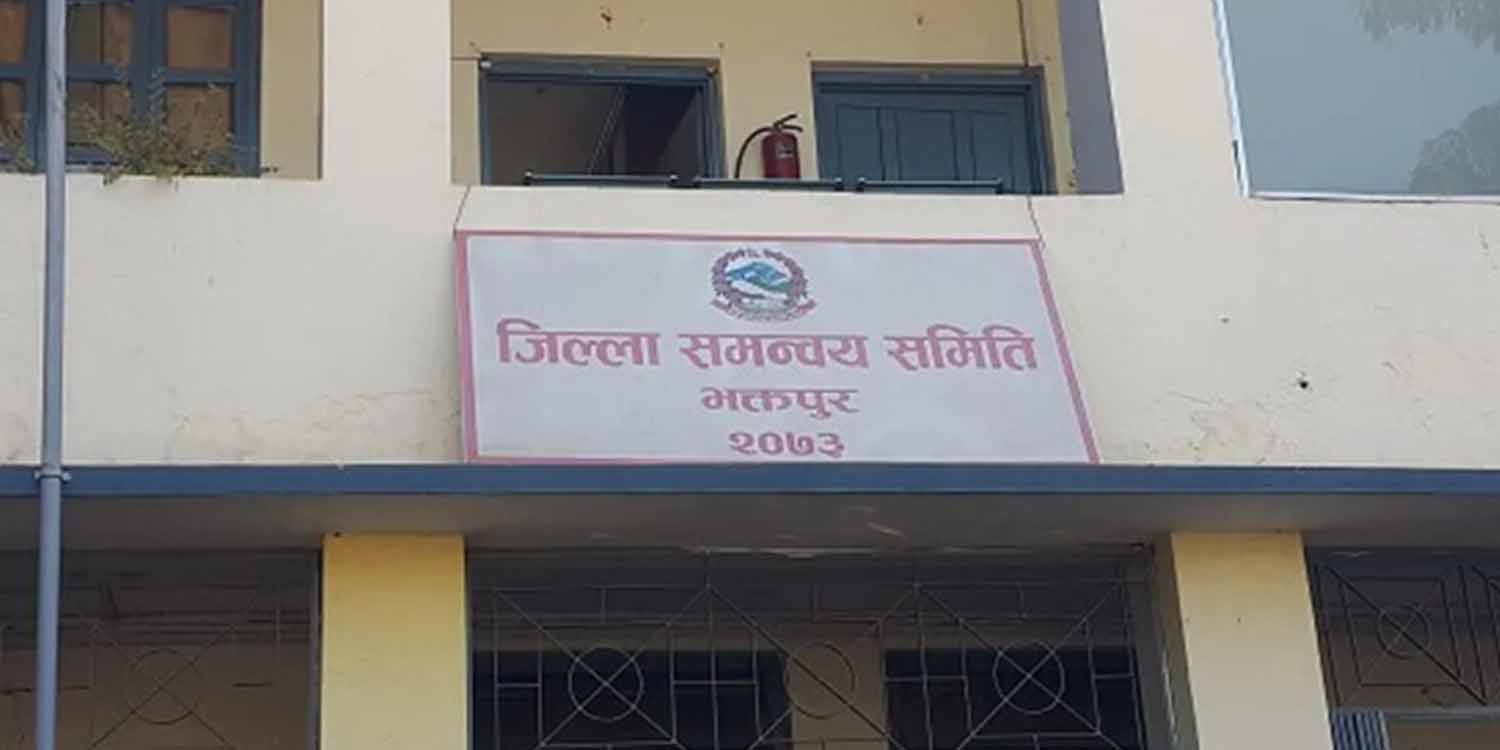 जिल्ला समन्वय समिति
भक्तपुर
२०७३